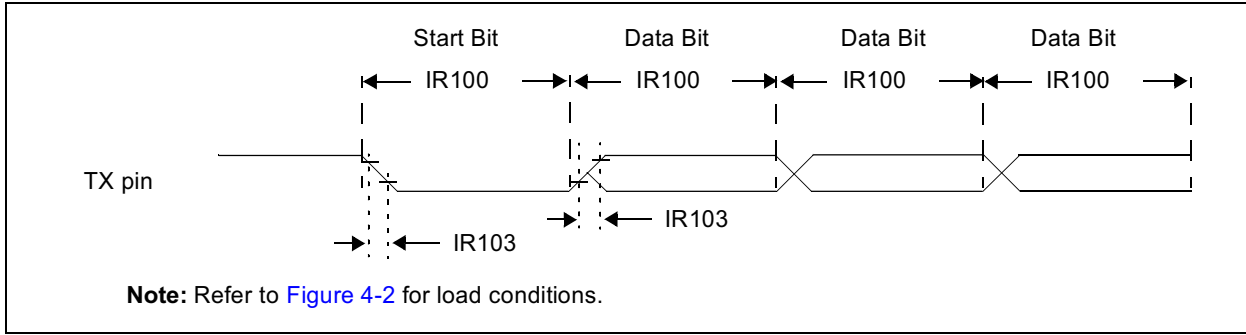 Start Bit Data Bit Data Bit Data Bit
IR100 IR100 IR100 IR100
TX pin
IR103 IR103
Note: Refer to Figure 4-2 for load conditions.